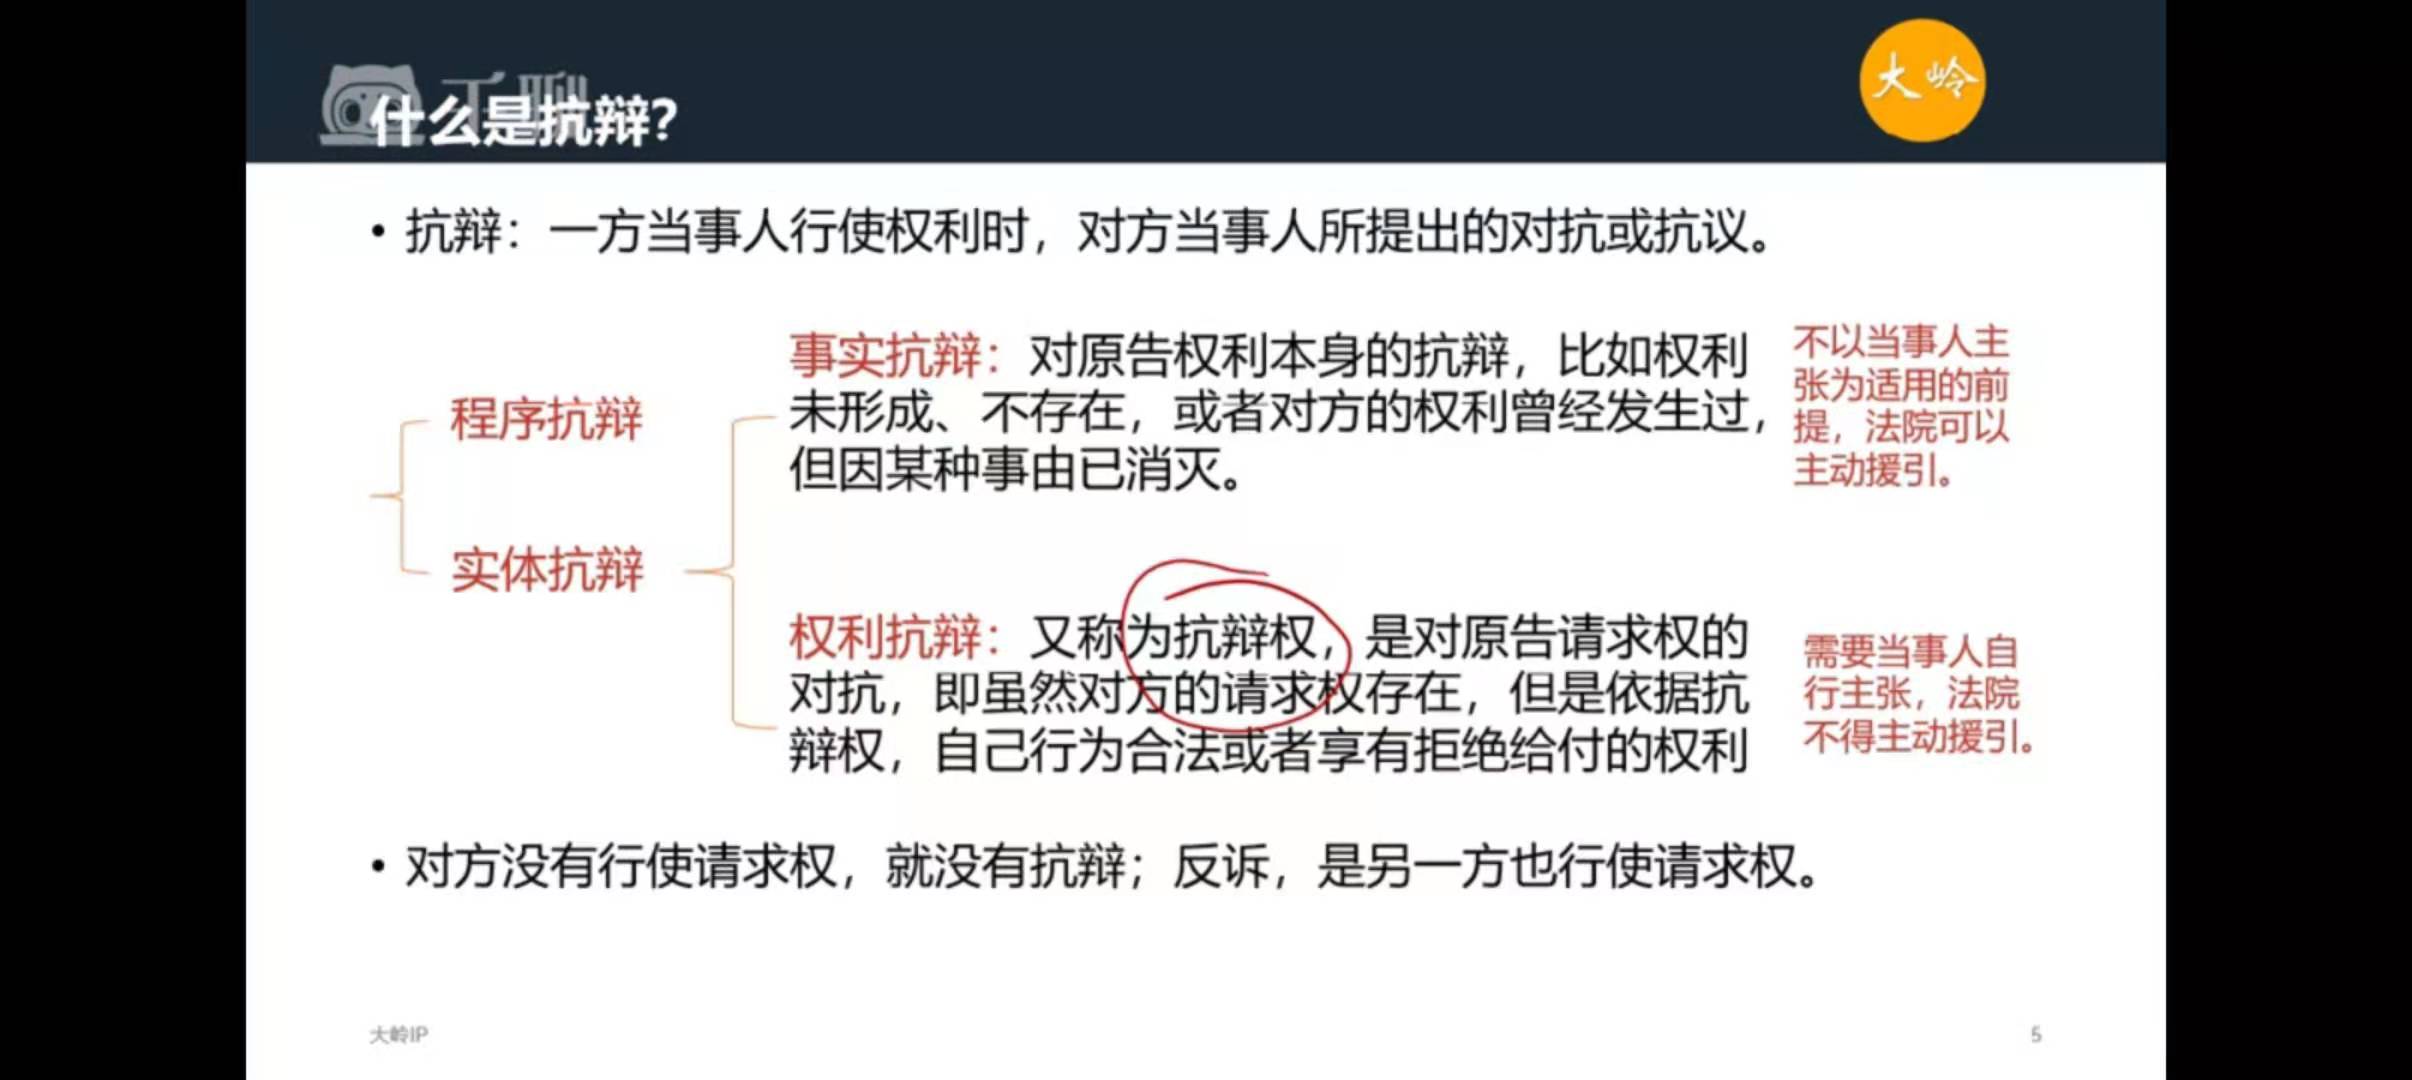 千聊
大岭
什么是抗辩?
• 抗辩：一方当事人行使权利时，对方当事人所提出的对抗或抗议。
程序抗辩
实体抗辩
事实抗辩：对原告权利本身的抗辩，比如权利
未形成、不存在，或者对方的权利曾经发生过，
但因某种事由已消灭。
不以当事人主
张为适用的前
提，法院可以
主动援引。
权利抗辩：又称为抗辩权，是对原告请求权的
对抗，即虽然对方的请求权存在，但是依据抗
辩权，自己行为合法或者享有拒绝给付的权利
需要当事人自
行主张，法院
不得主动援引。
• 对方没有行使请求权，就没有抗辩；反诉，是另一方也行使请求权。
大岭IP
5